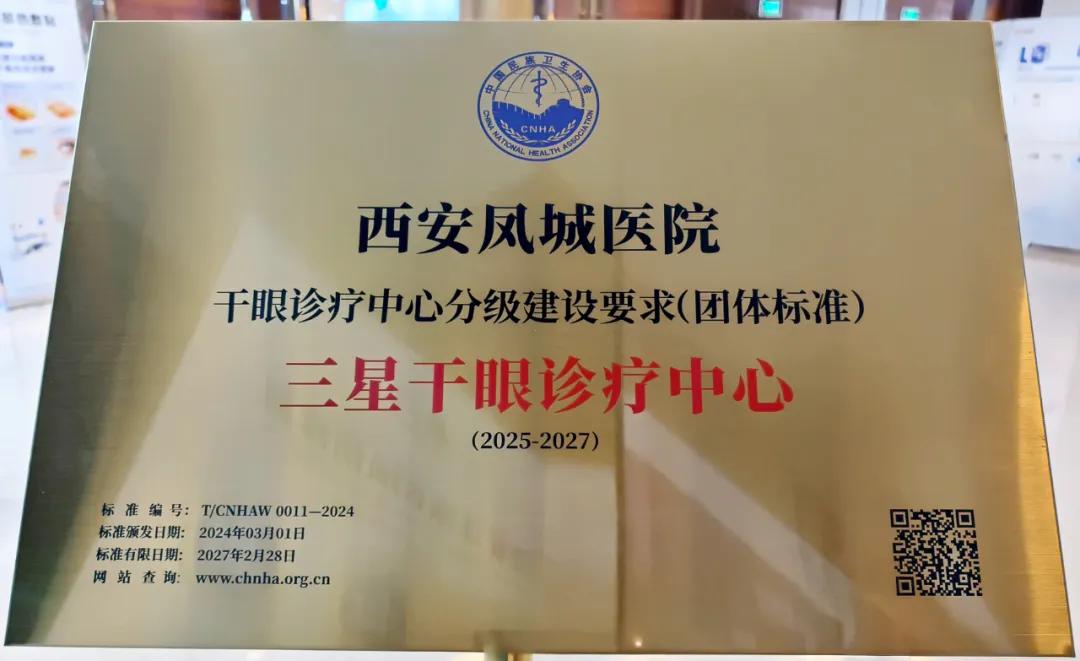 中国民族卫生协会
CNHA
CHINA NATIONAL HEALTH ASSOCIATION
西安凤城医院
干眼诊疗中心分级建设要求(团体标准)
三星干眼诊疗中心
(2025-2027)
标 准 编 号: T/CNHAW 0011—2024
标准颁发日期: 2024年03月01日
标准有限日期: 2027年2月28日
网 站 查 询: www.chnha.org.cn